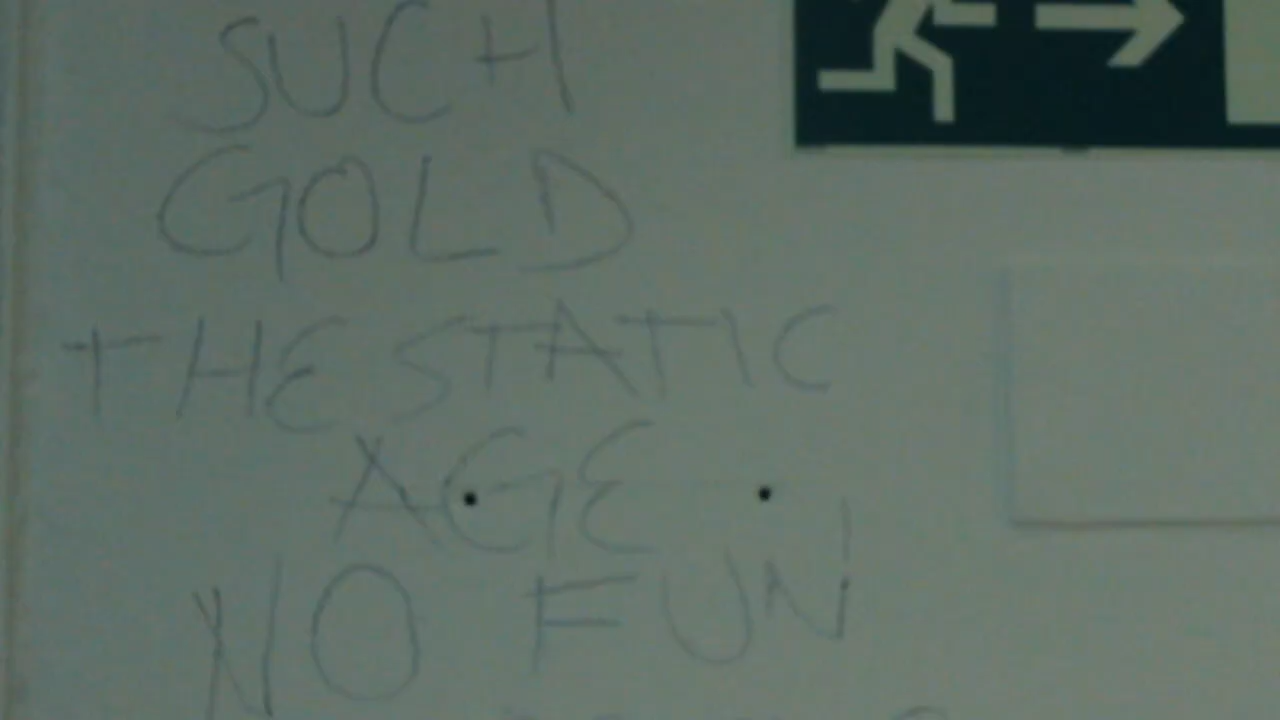 SUCH
GOLD
THE STATIC
AGE
NO FUN